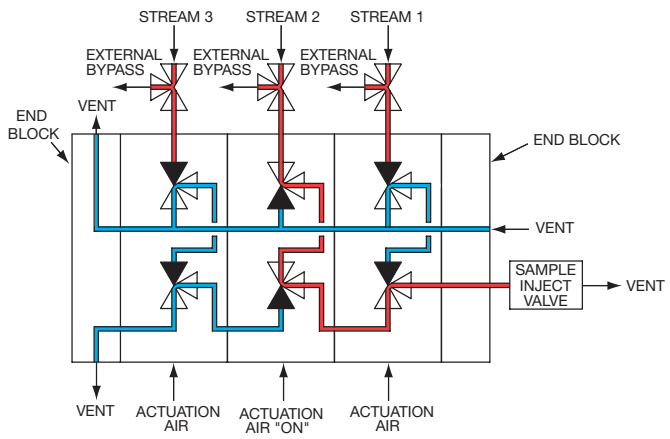 STREAM 3
STREAM 2
STREAM 1
EXTERNAL
BYPASS
EXTERNAL
BYPASS
EXTERNAL
BYPASS
VENT
END
BLOCK
END BLOCK
VENT
SAMPLE
INJECT
VALVE
VENT
VENT
ACTUATION
AIR
ACTUATION
AIR "ON"
ACTUATION
AIR